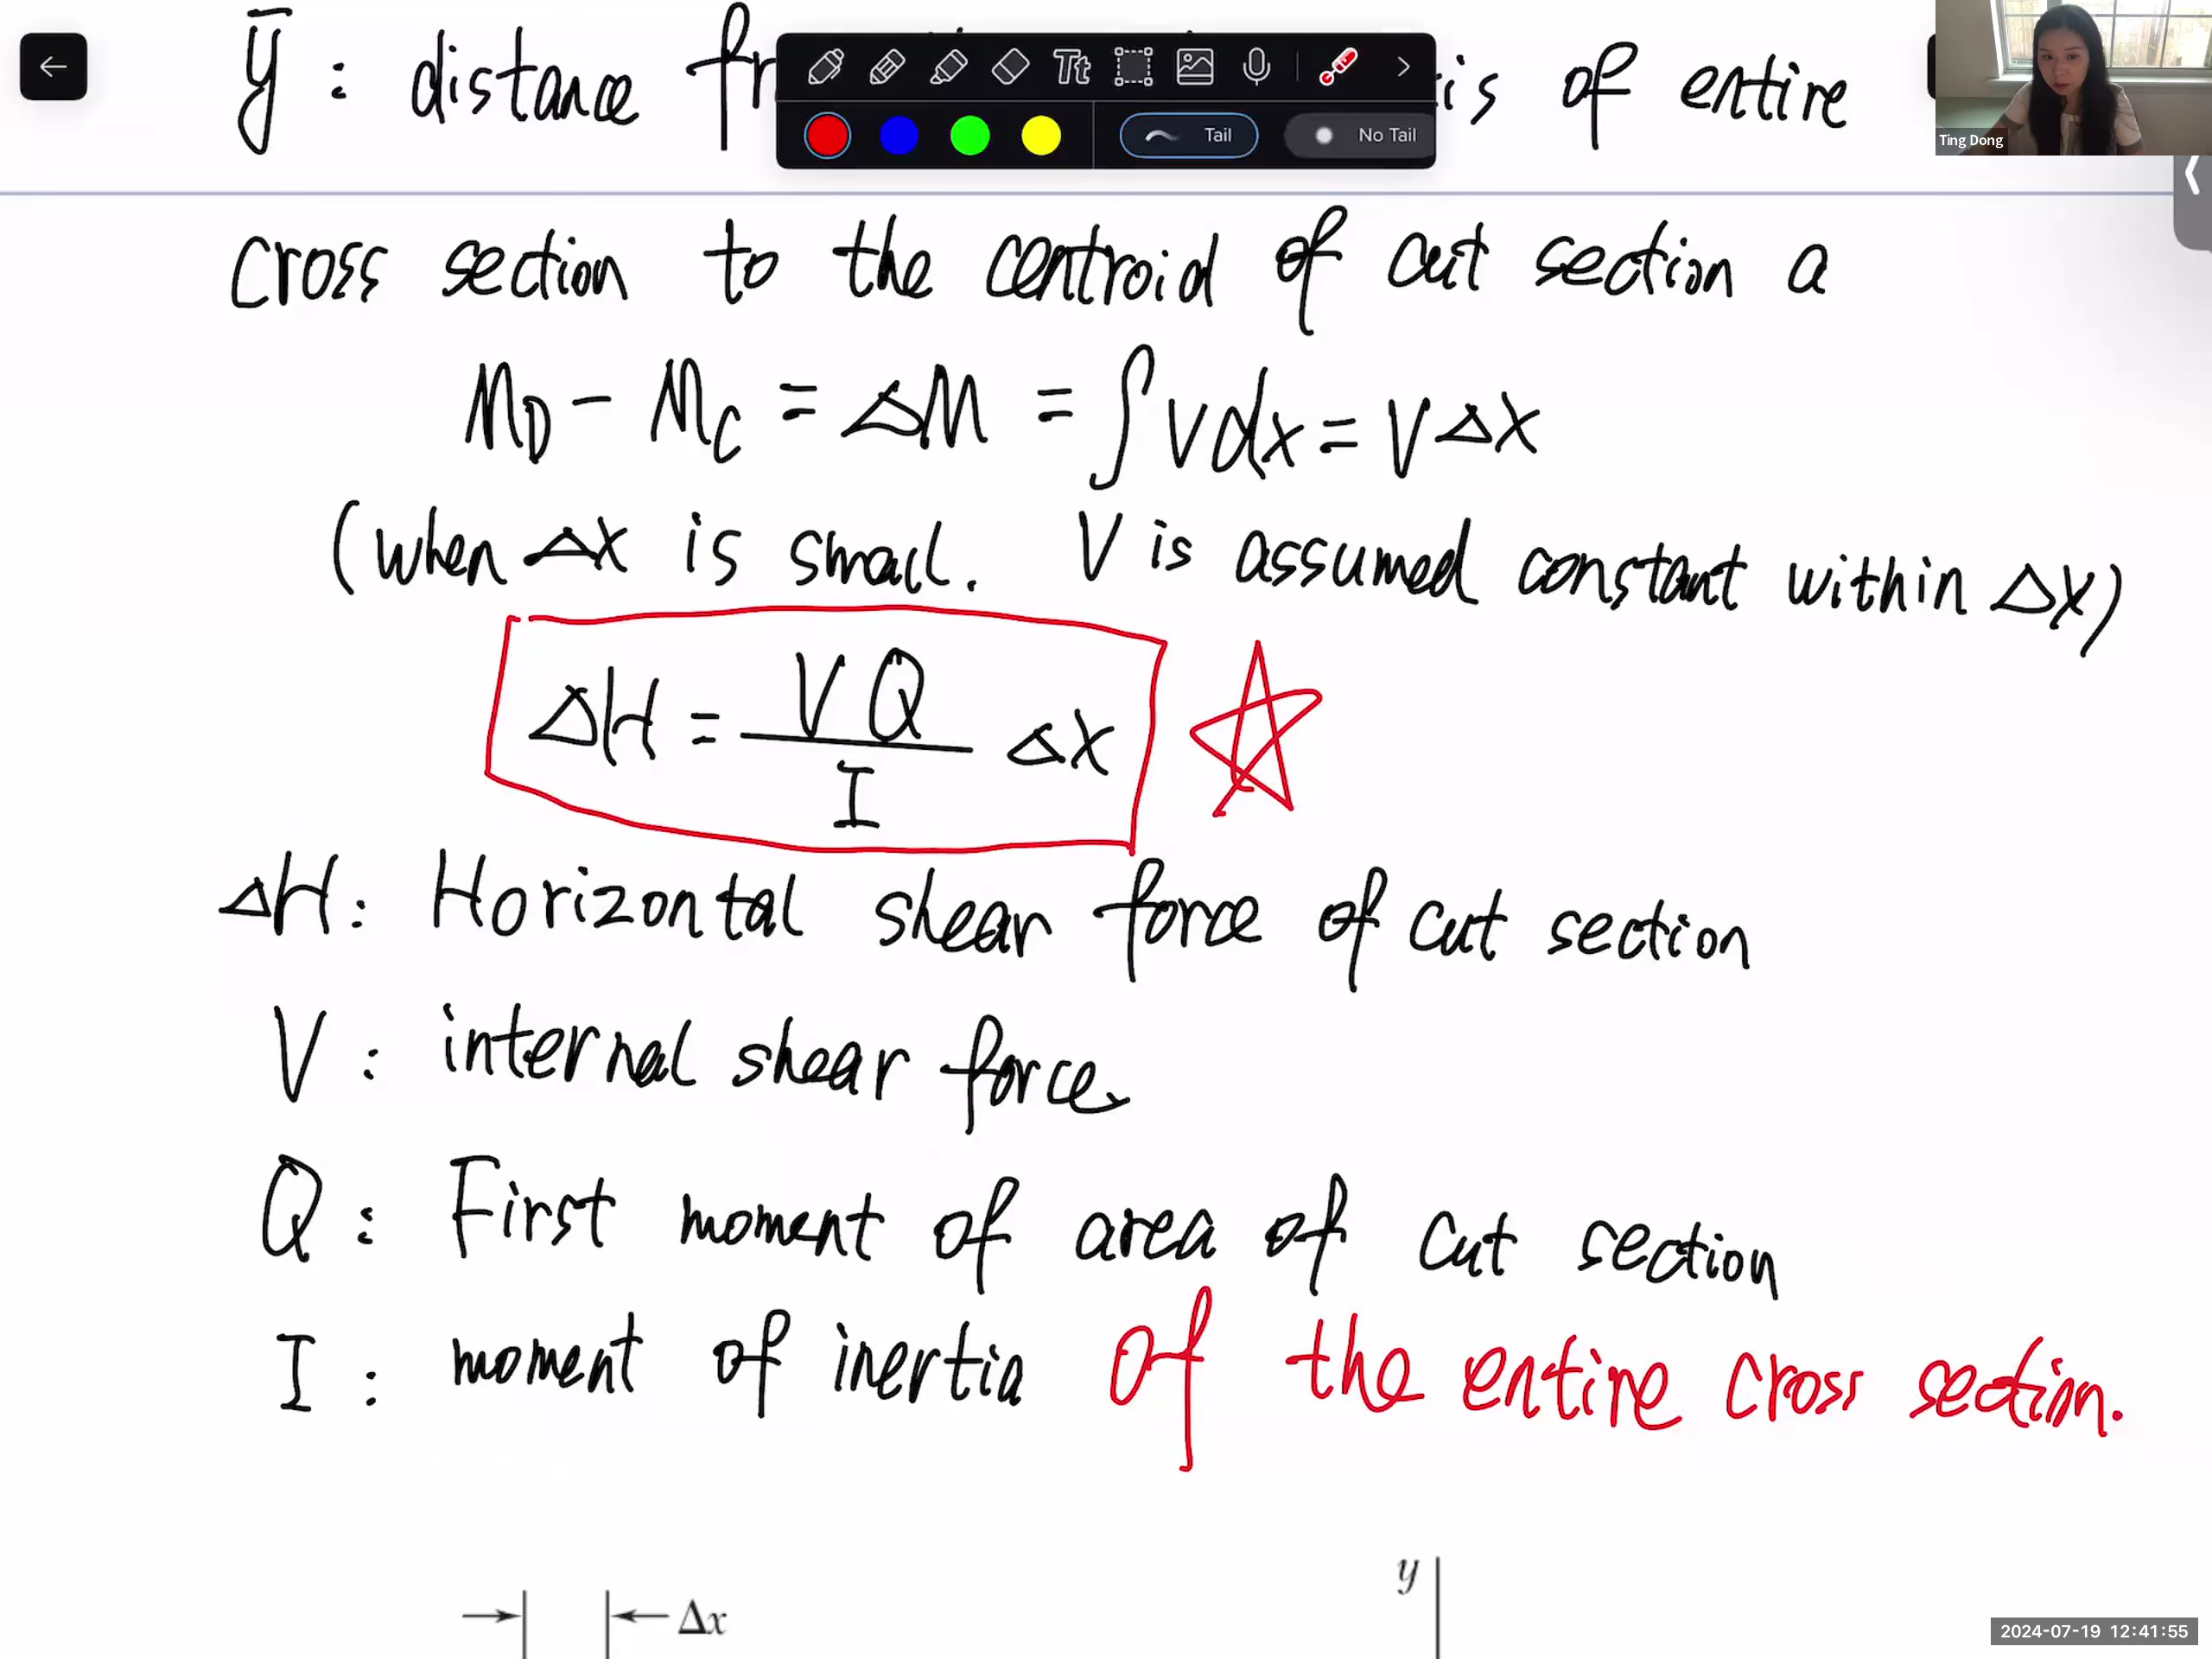 ȳ : distance fr is of entire
Tt
Tail No Tail
Ting Dong
cross section to the centroid of cut section a
M_D - M_C = ΔM = ∫Vdx = VΔx
(when Δx is small. V is assumed constant within Δx)
ΔH = VQ/I Δx
ΔH: Horizontal shear force of cut section
V: internal shear force.
Q: First moment of area of cut section
I: moment of inertia of the entire cross section.
Δx
y
2024-07-19 12:41:55